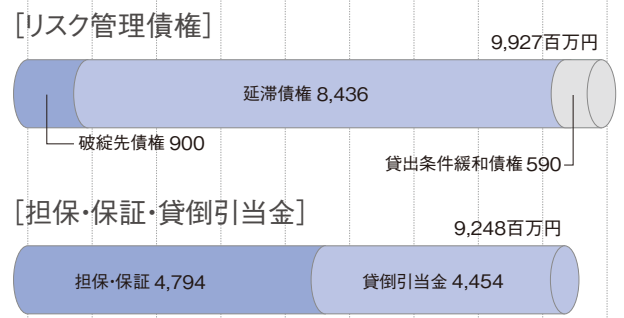 [リスク管理債権]
9,927百万円
延滞債権 8,436
破綻先債権 900
貸出条件緩和債権 590
[担保・保証・貸倒引当金]
9,248百万円
担保・保証 4,794
貸倒引当金 4,454